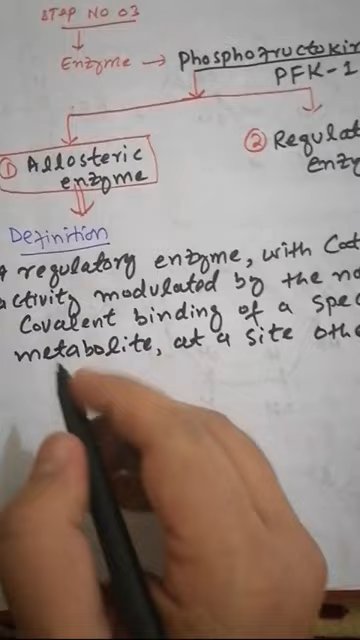 STEP NO 03
Enzyme → Phosphofructokin
PFK-1
① Allosteric enzyme
② Regulat
enzy
Definition
A regulatory enzyme, with Cat
activity modulated by the no
Covalent binding of a spec
metabolite, at a site othe